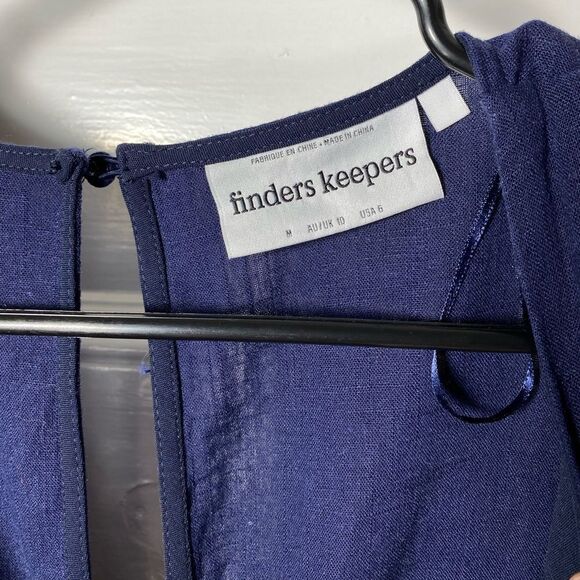 FABRIQUE EN CHINE • MADE IN CHINA
finders keepers
M AU/UK 10 USA 6